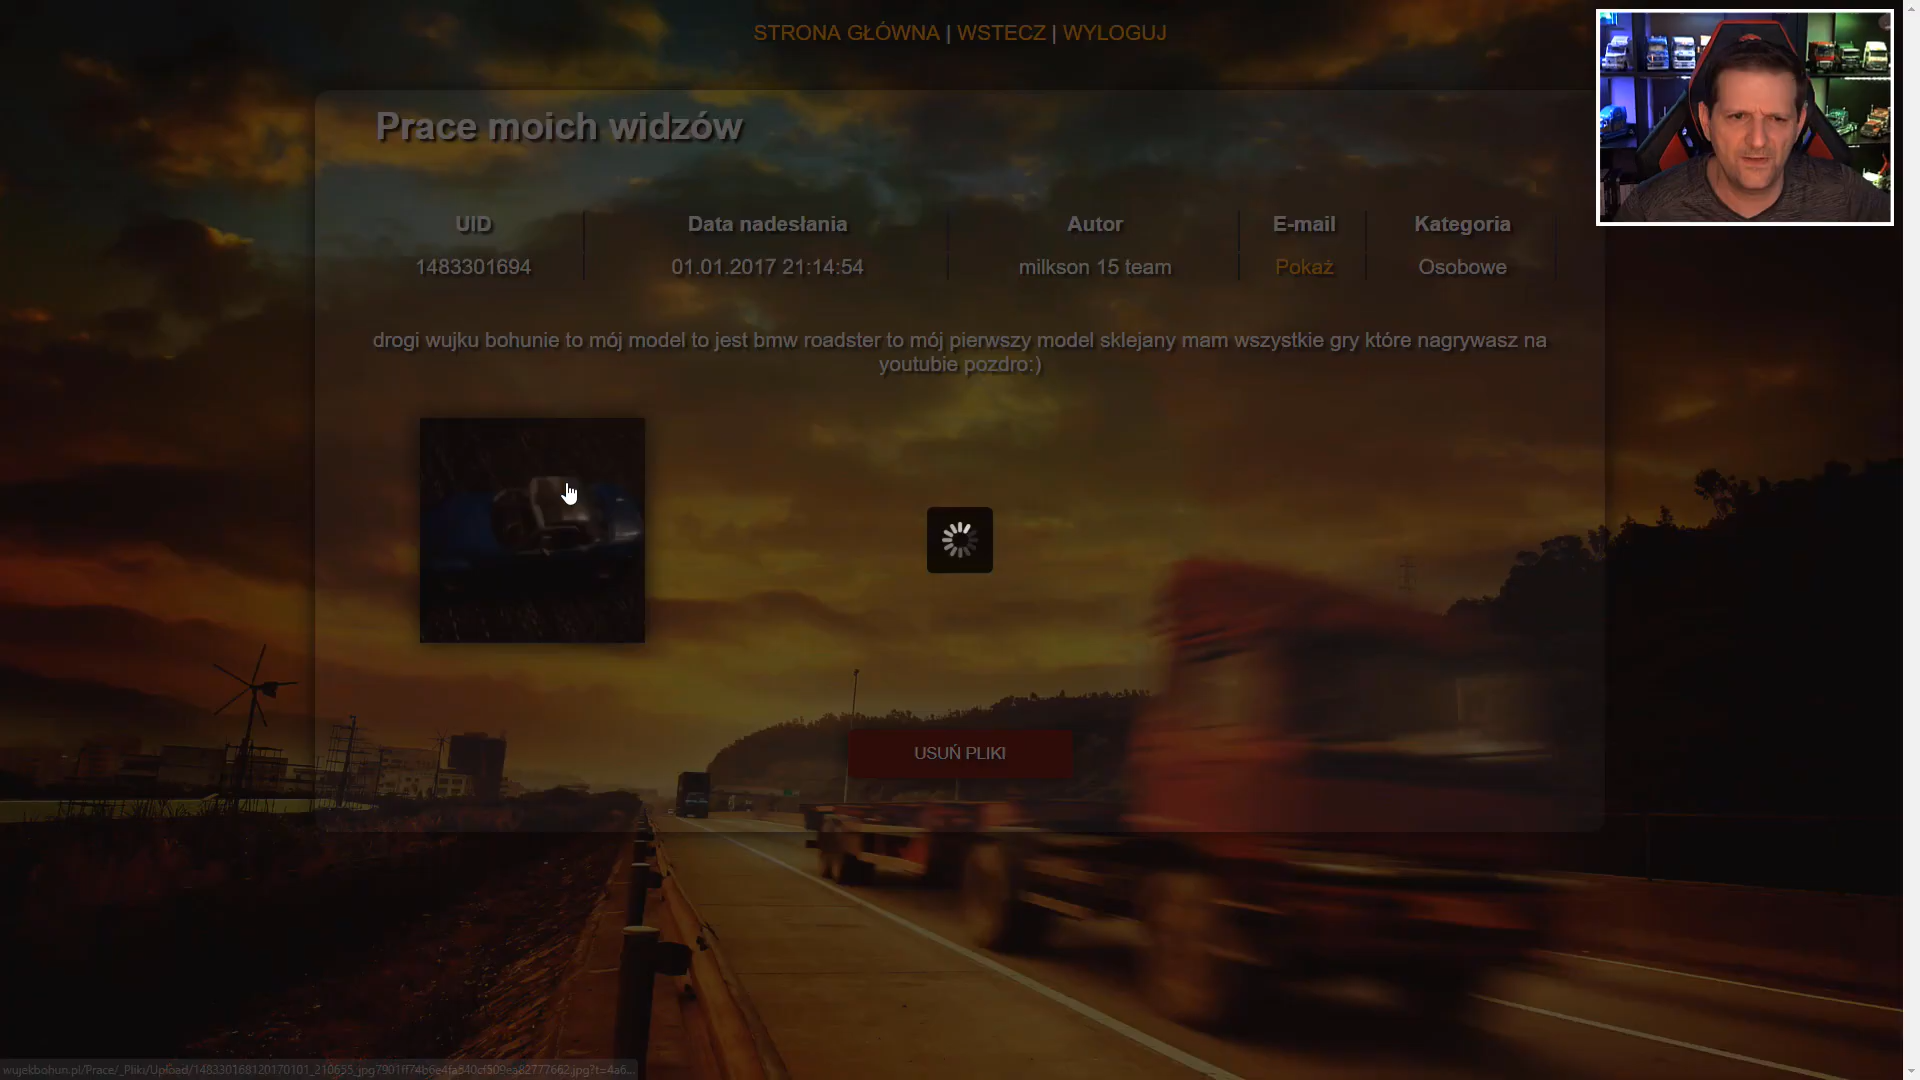 STRONA GŁÓWNA | WSTECZ | WYLOGUJ
Prace moich widzów
UID Data nadesłania Autor E-mail Kategoria
1483301694 01.01.2017 21:14:54 milkson 15 team Pokaż Osobowe
drogi wujku bohunie to mój model to jest bmw roadster to mój pierwszy model sklejany mam wszystkie gry które nagrywasz na
youtubie pozdro:)
USUŃ PLIKI